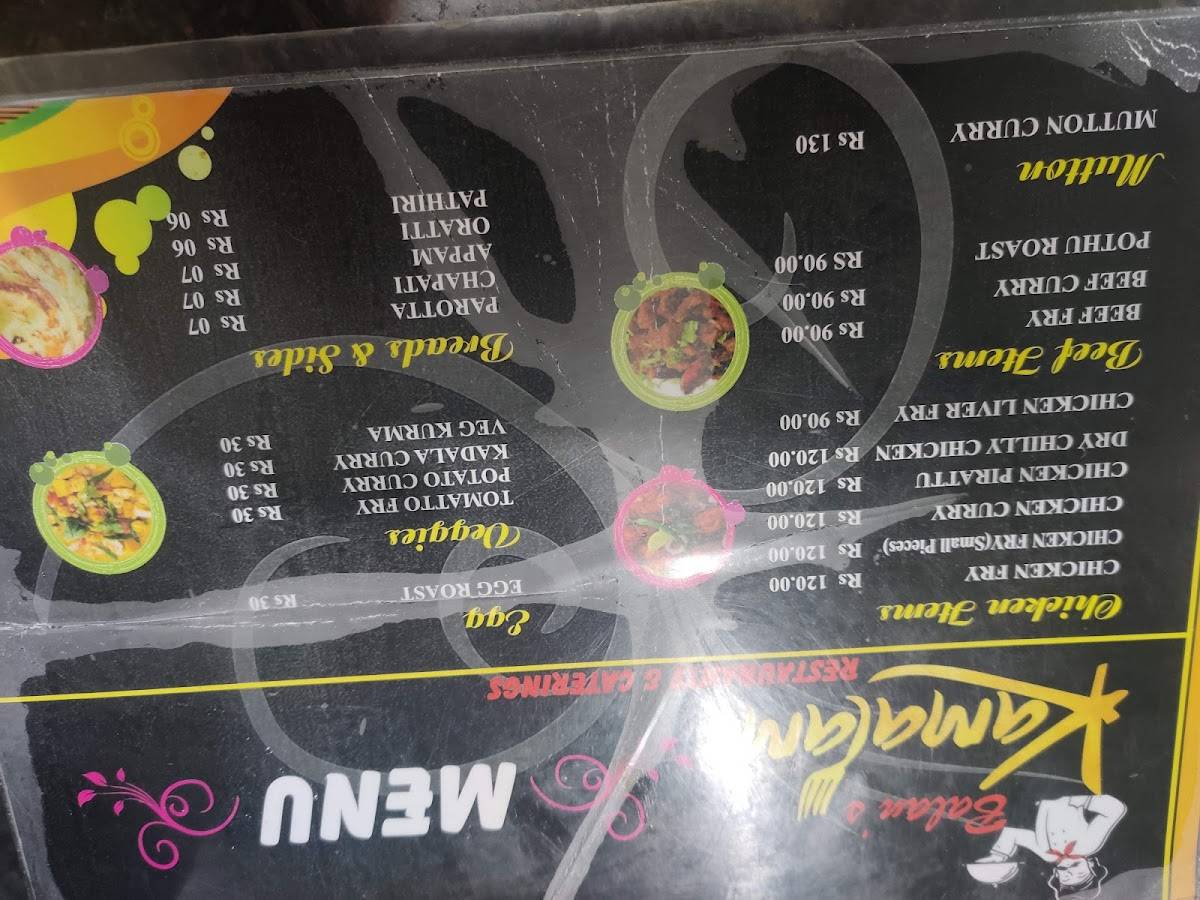 Balan's
Kamalam
RESTAURANTS & CATERINGS
MENU
Chicken Items
CHICKEN FRY Rs 120.00
CHICKEN FRY(Small Pieces) Rs 120.00
CHICKEN CURRY Rs 120.00
CHICKEN PIRATTU Rs 120.00
DRY CHILLY CHICKEN Rs 120.00
CHICKEN LIVER FRY Rs 90.00
Beef Items
BEEF FRY Rs 90.00
BEEF CURRY Rs 90.00
POTHU ROAST RS 90.00
Mutton
MUTTON CURRY Rs 130
Egg
EGG ROAST Rs 30
Veggies
TOMATTO FRY Rs 30
POTATO CURRY Rs 30
KADALA CURRY Rs 30
VEG KURMA Rs 30
Breads & Sides
PAROTTA Rs 07
CHAPATI Rs 07
APPAM Rs 07
ORATTI Rs 06
PATHIRI Rs 06